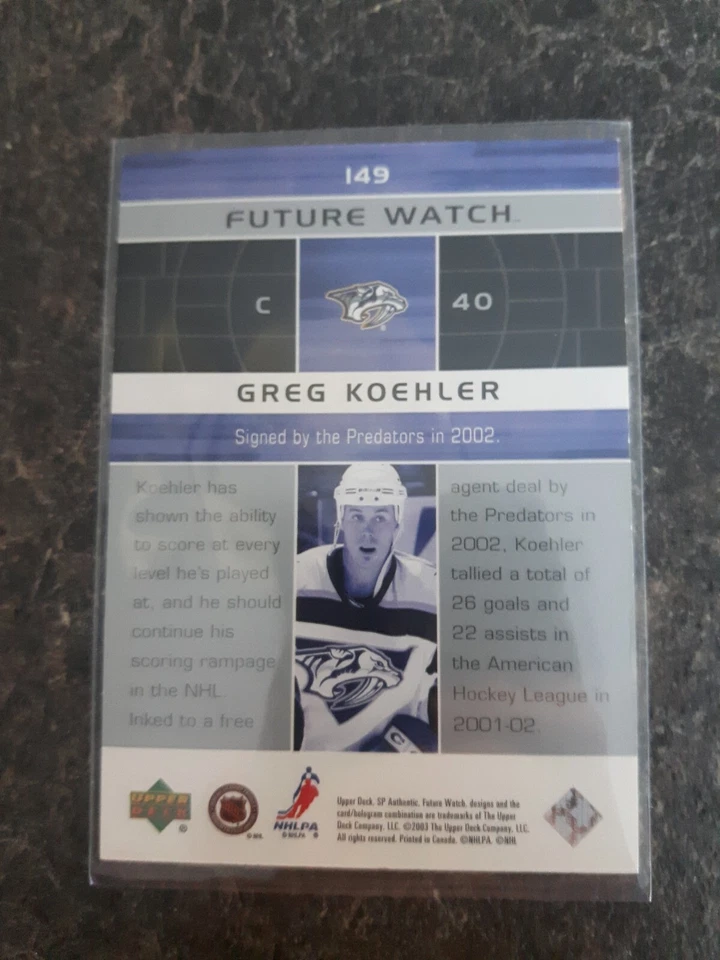 149
FUTURE WATCH
C
40
GREG KOEHLER
Signed by the Predators in 2002.
Koehler has
shown the ability
to score at every
level he's played
at, and he should
continue his
scoring rampage
in the NHL.
Inked to a free
agent deal by
the Predators in
2002, Koehler
tallied a total of
26 goals and
22 assists in
the American
Hockey League in
2001-02.
UPPER
DECK
®
©NHL
NHLPA
©NHLPA ®
Upper Deck, SP Authentic, Future Watch, designs and the
card/hologram combination are trademarks of The Upper
Deck Company, LLC. ©2003 The Upper Deck Company, LLC.
All rights reserved. Printed in Canada. ©NHLPA. ©NHL